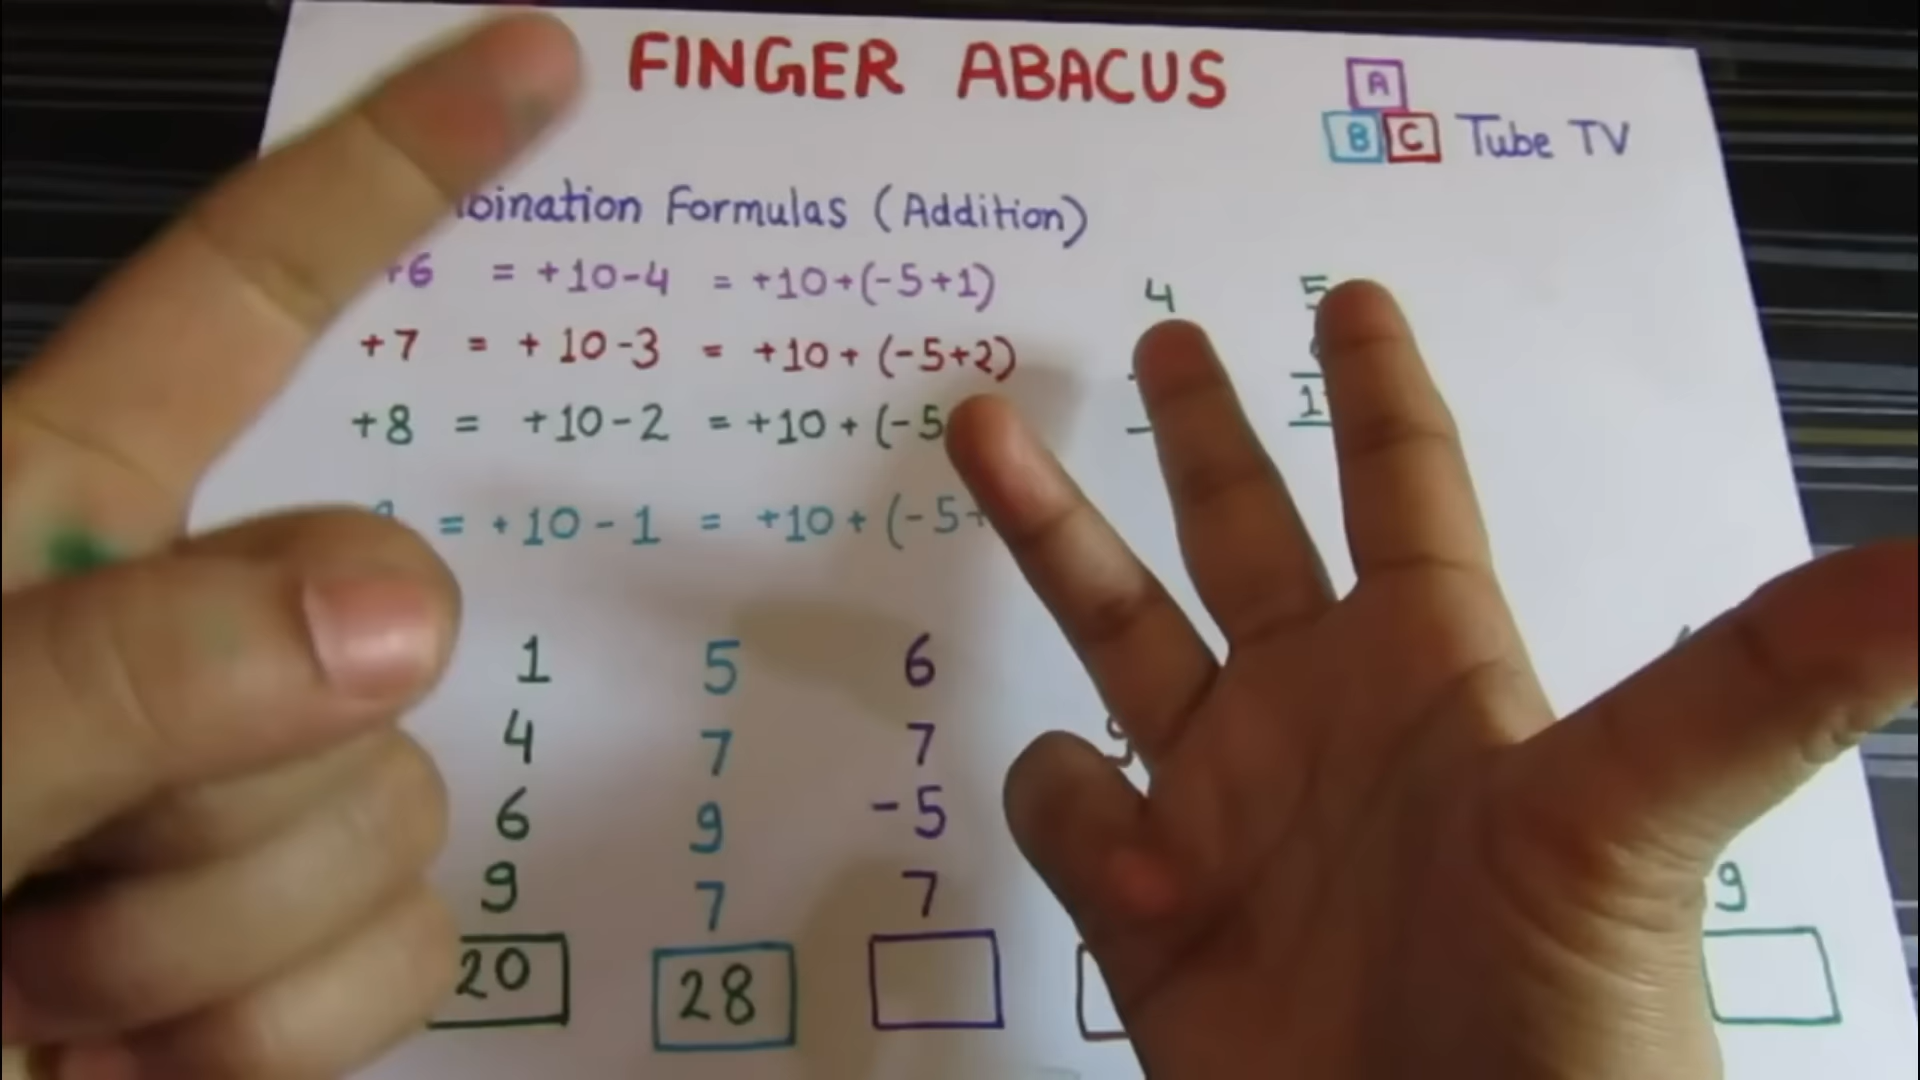 FINGER ABACUS
A
B C Tube TV
bination Formulas (Addition)
+6 = +10-4 = +10+(-5+1)
+7 = +10-3 = +10+(-5+2)
+8 = +10-2 = +10+(-5
= +10-1 = +10+(-5+
4
5
1
1
4
6
9
20
5
7
9
7
28
6
7
-5
7
9
9